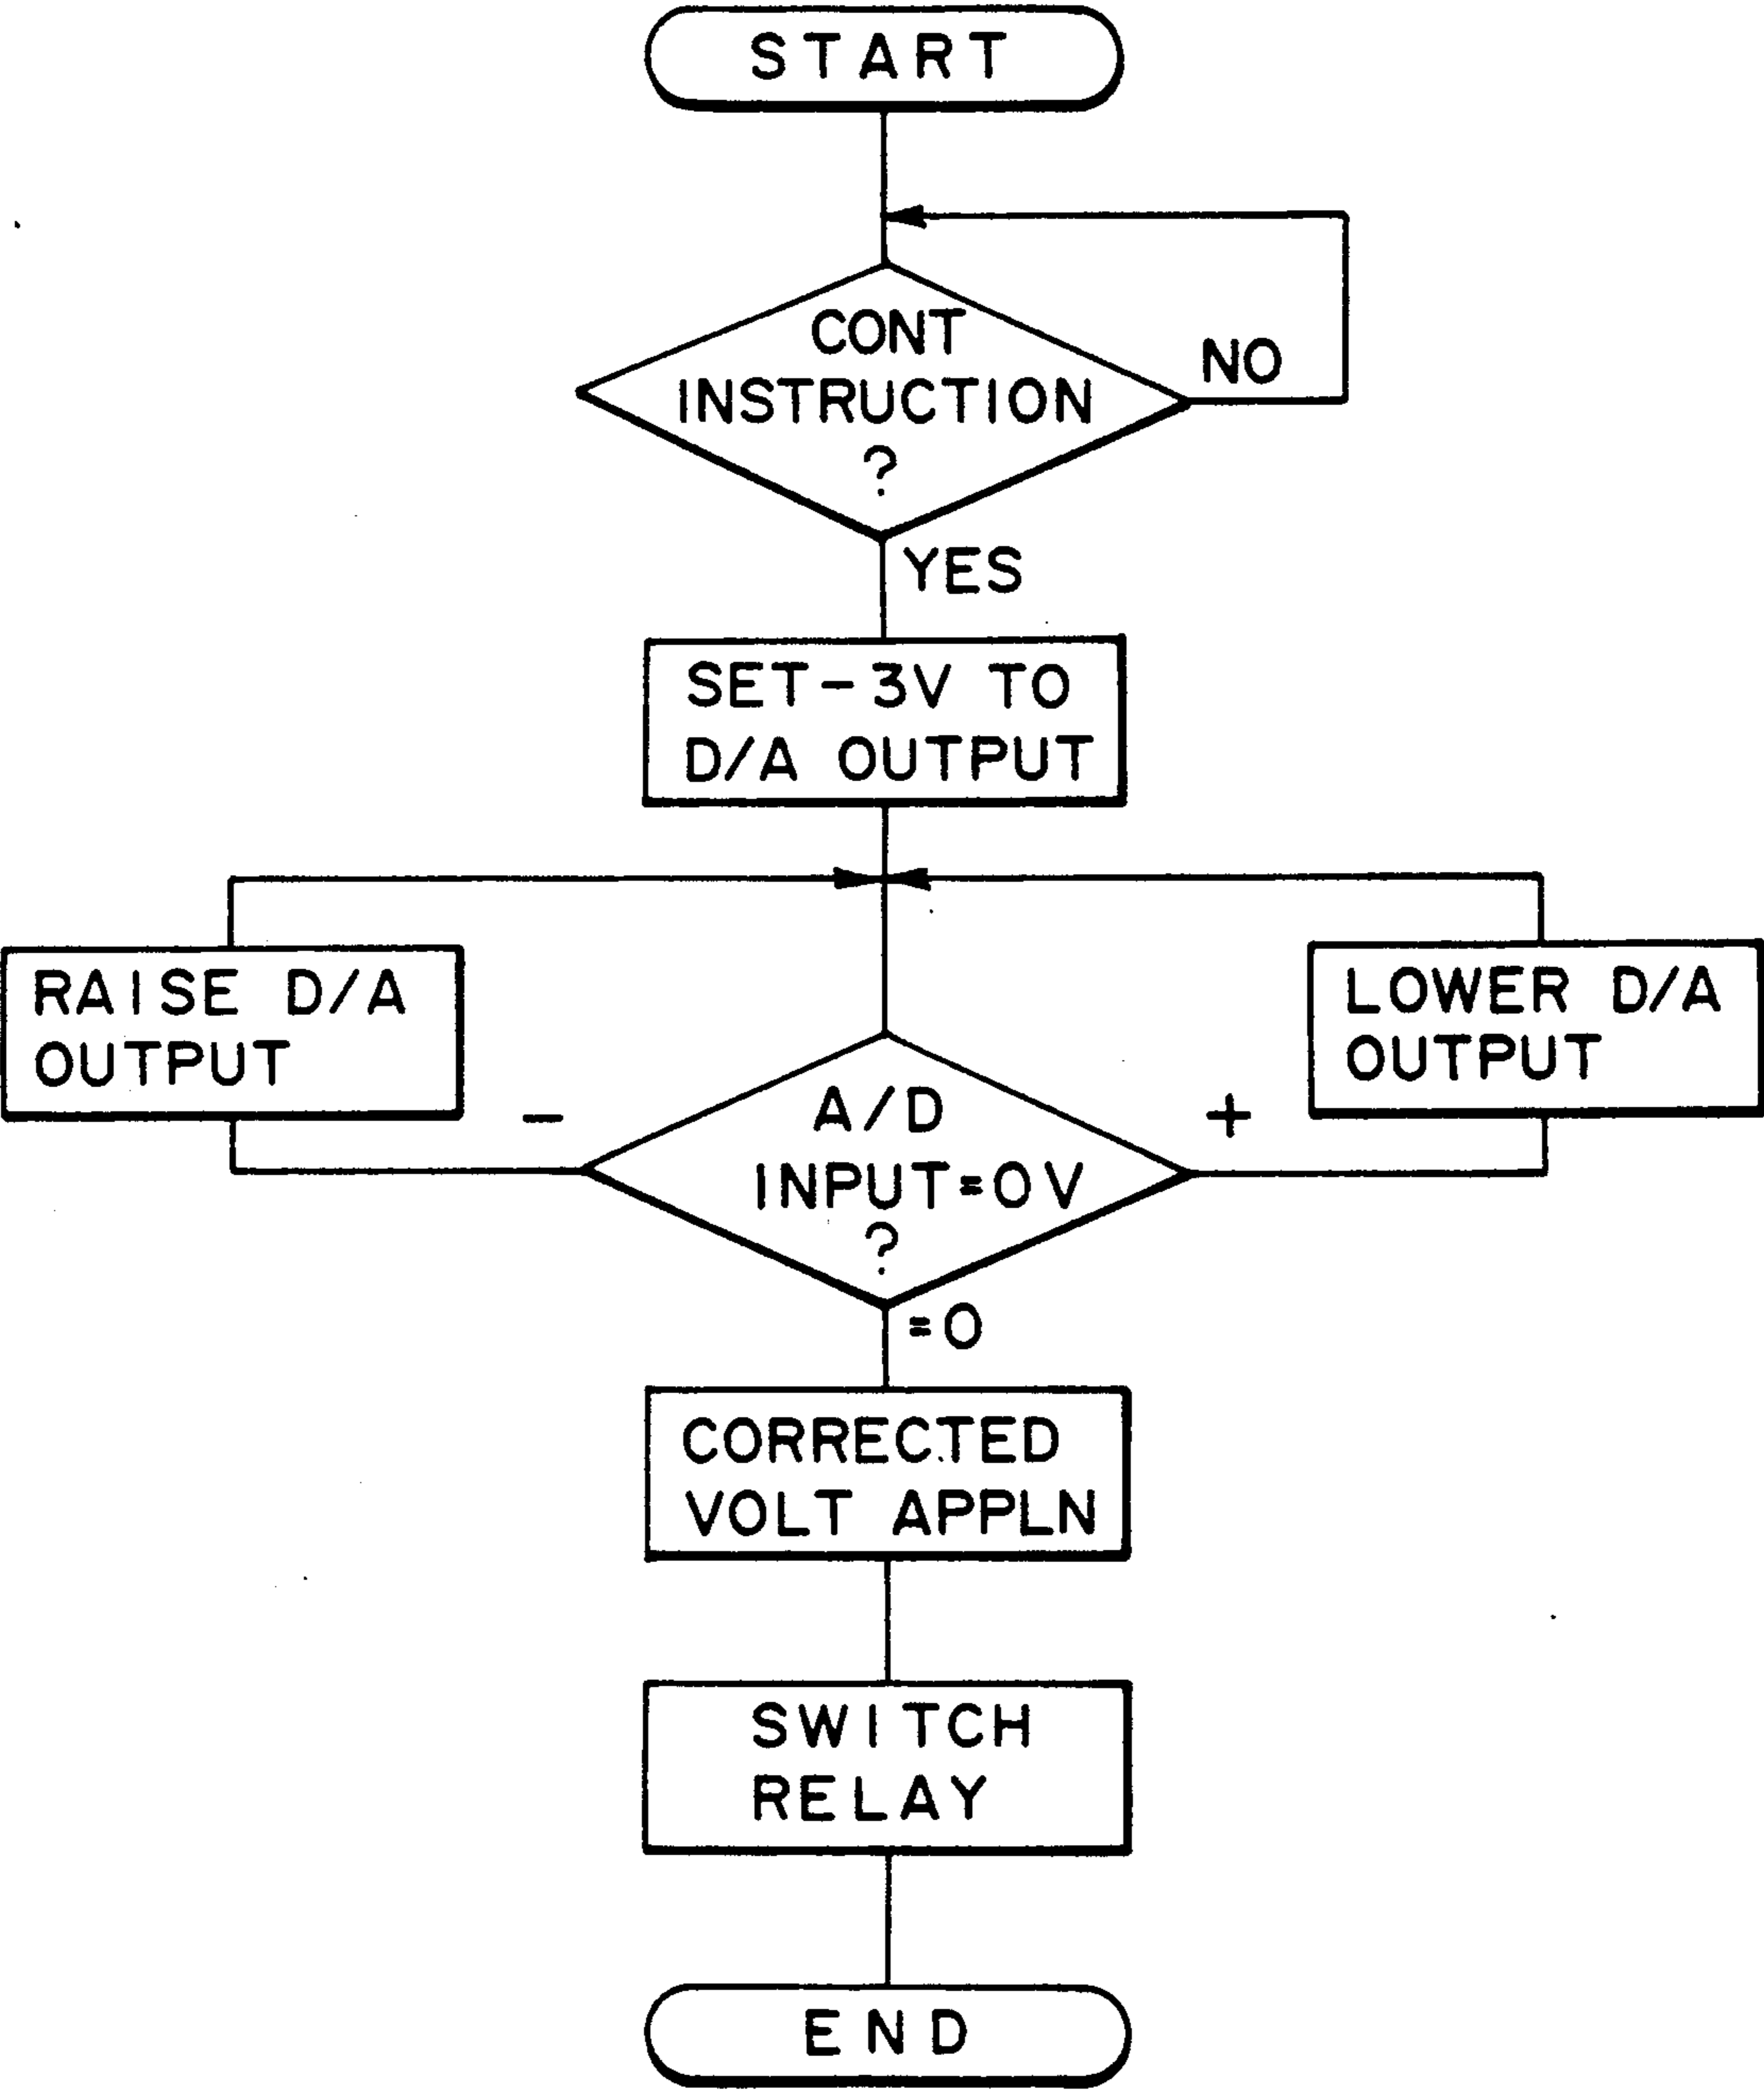 START
CONT
INSTRUCTION
?
NO
YES
SET-3V TO
D/A OUTPUT
RAISE D/A
OUTPUT
LOWER D/A
OUTPUT
-
A/D
INPUT=0V
?
+
=0
CORRECTED
VOLT APPLN
SWITCH
RELAY
END